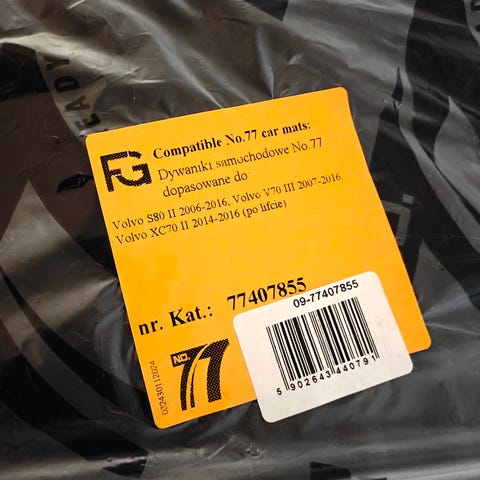 EADY
FG
Compatible No.77 car mats:
Dywaniki samochodowe No.77
dopasowane do
Volvo S80 II 2006-2016, Volvo V70 III 2007-2016
Volvo XC70 II 2014-2016 (po lifcie)
nr. Kat.: 77407855
09-77407855
5 902643 440791
NO.
77